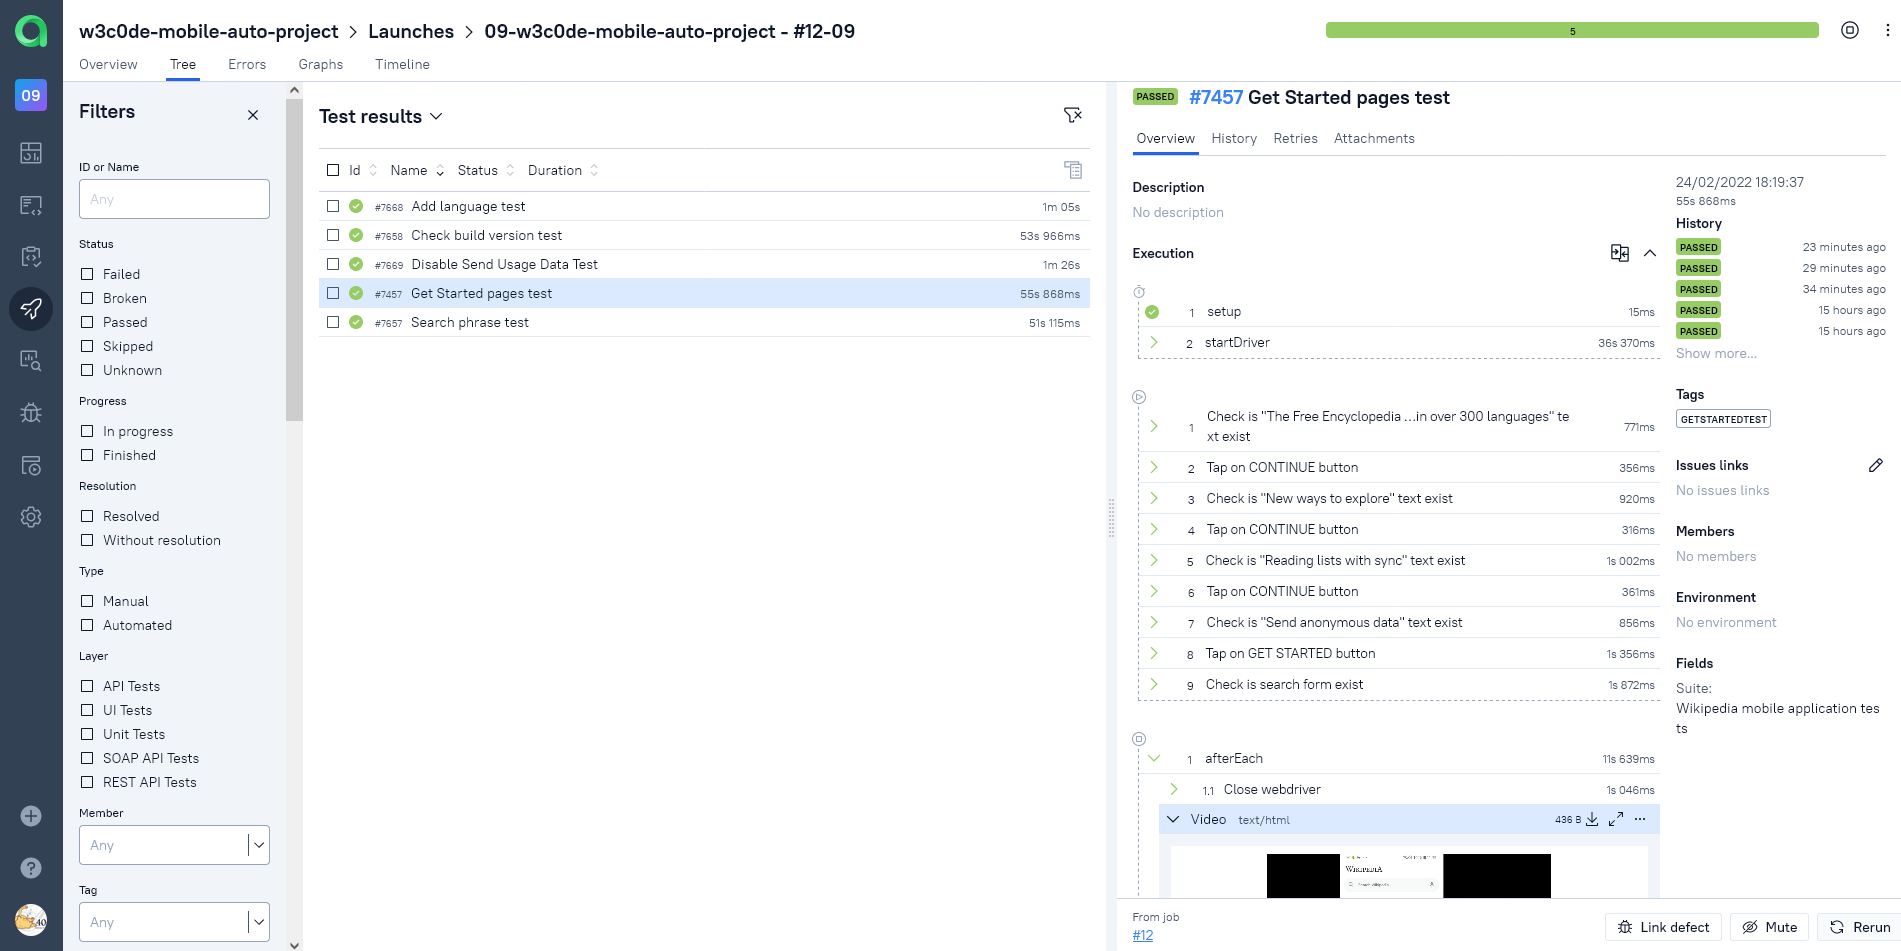 w3c0de-mobile-auto-project > Launches > 09-w3c0de-mobile-auto-project - #12-09
5
Overview Tree Errors Graphs Timeline
09
Filters
ID or Name
Any
Status
Failed
Broken
Passed
Skipped
Unknown
Progress
In progress
Finished
Resolution
Resolved
Without resolution
Type
Manual
Automated
Layer
API Tests
UI Tests
Unit Tests
SOAP API Tests
REST API Tests
Member
Any
Tag
Any
Test results
Id Name Status Duration
#7668 Add language test 1m 05s
#7658 Check build version test 53s 966ms
#7669 Disable Send Usage Data Test 1m 26s
#7457 Get Started pages test 55s 868ms
#7657 Search phrase test 51s 115ms
PASSED #7457 Get Started pages test
Overview History Retries Attachments
Description
No description
Execution
1 setup 15ms
2 startDriver 36s 370ms
1 Check is "The Free Encyclopedia ...in over 300 languages" te
xt exist 771ms
2 Tap on CONTINUE button 356ms
3 Check is "New ways to explore" text exist 920ms
4 Tap on CONTINUE button 316ms
5 Check is "Reading lists with sync" text exist 1s 002ms
6 Tap on CONTINUE button 361ms
7 Check is "Send anonymous data" text exist 856ms
8 Tap on GET STARTED button 1s 356ms
9 Check is search form exist 1s 872ms
1 afterEach 11s 639ms
1.1 Close webdriver 1s 046ms
Video text/html 436 B
WIKIPEDIA
Search Wikipedia
24/02/2022 18:19:37
55s 868ms
History
PASSED 23 minutes ago
PASSED 29 minutes ago
PASSED 34 minutes ago
PASSED 15 hours ago
PASSED 15 hours ago
Show more...
Tags
GETSTARTEDTEST
Issues links
No issues links
Members
No members
Environment
No environment
Fields
Suite:
Wikipedia mobile application tes
ts
From job
#12
Link defect Mute Rerun